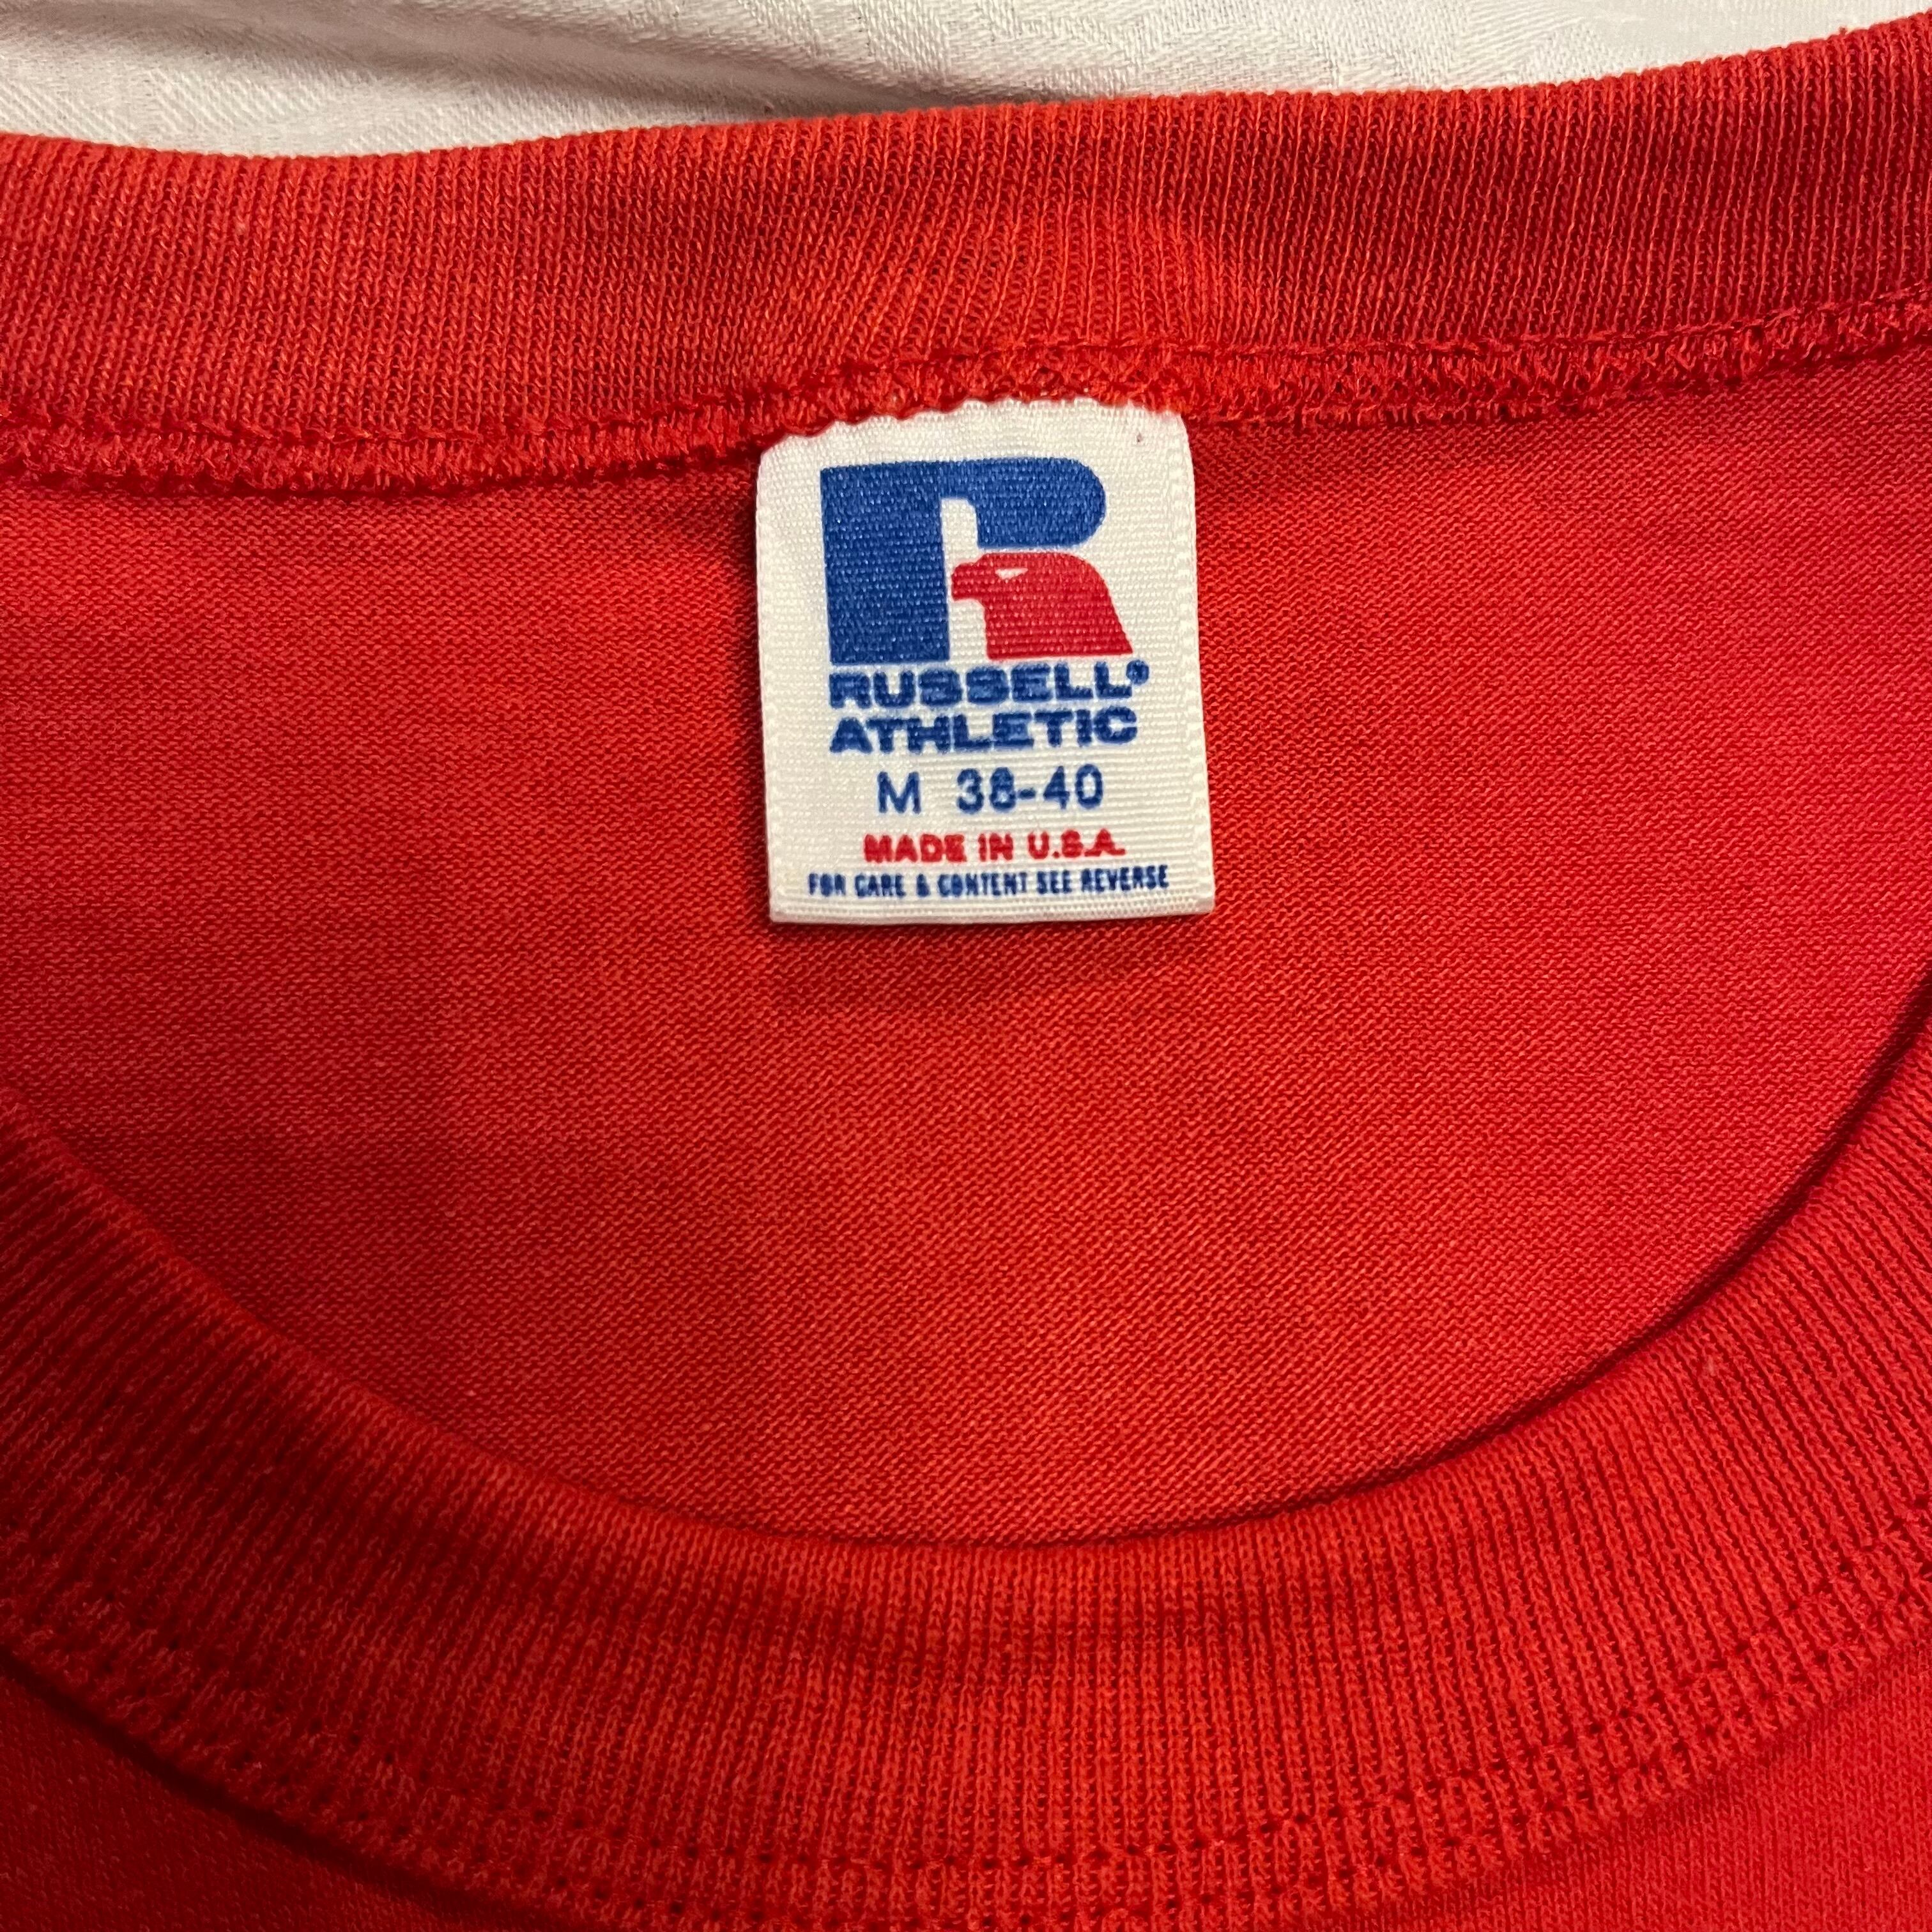 RUSSELL®
ATHLETIC
M 38-40
MADE IN U.S.A.
FOR CARE & CONTENT SEE REVERSE